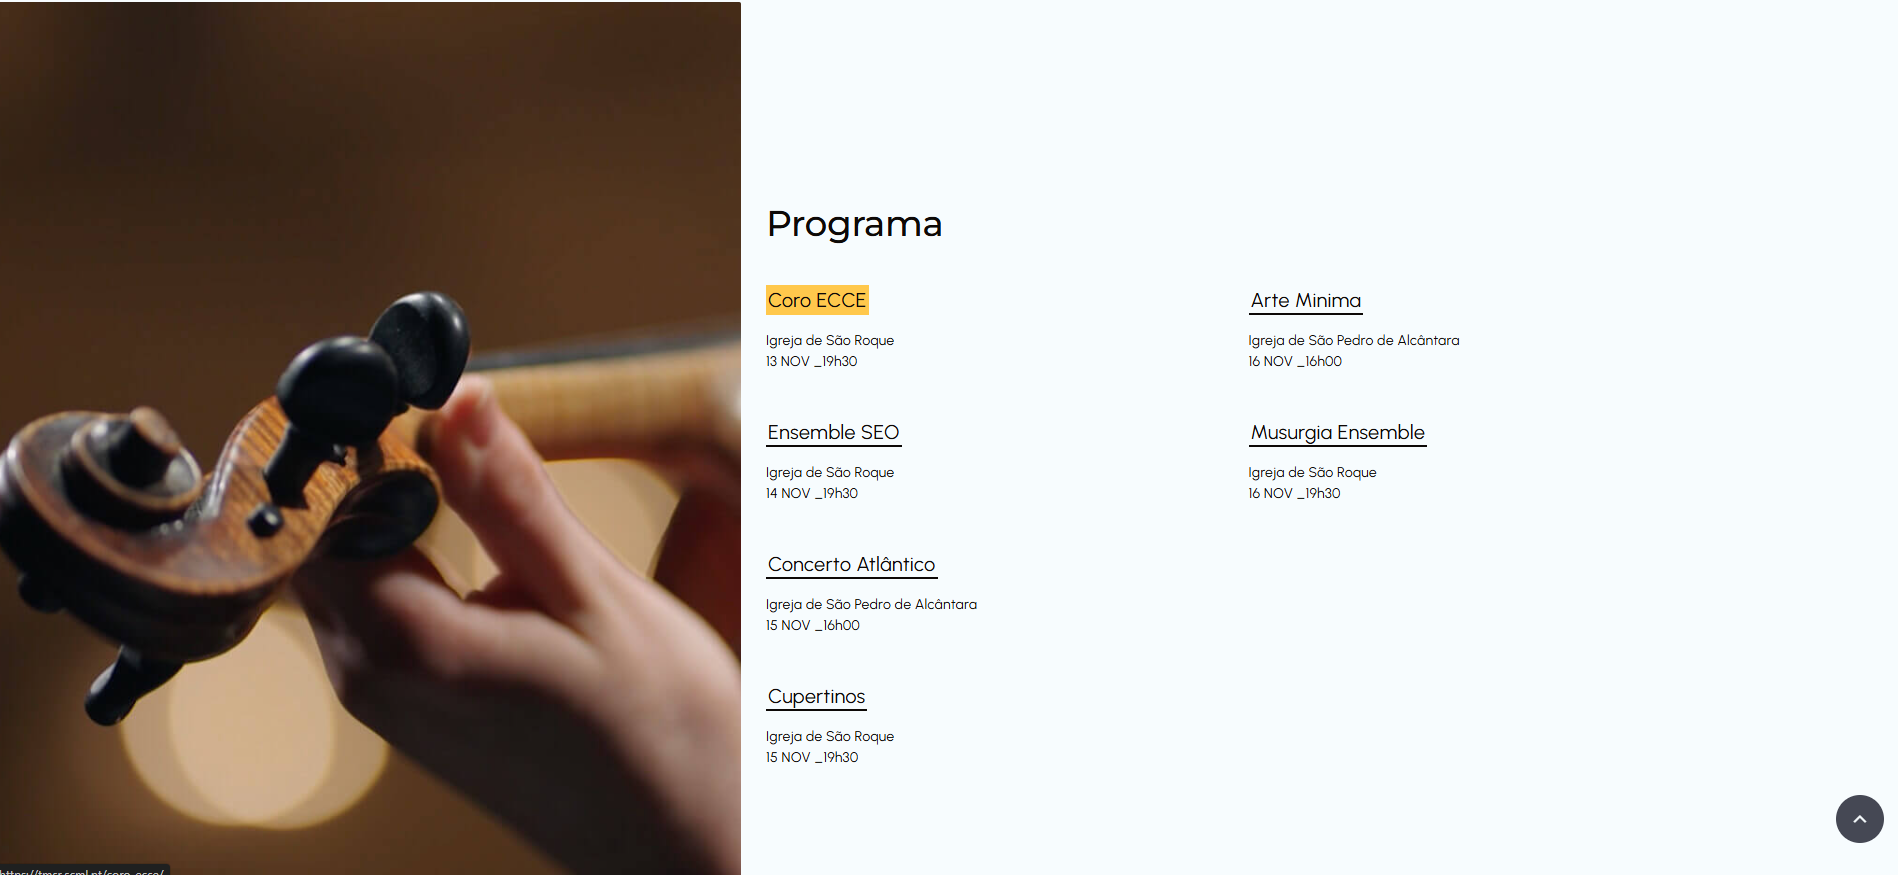 Programa
Coro ECCE
Igreja de São Roque
13 NOV _19h30
Ensemble SEO
Igreja de São Roque
14 NOV _19h30
Concerto Atlântico
Igreja de São Pedro de Alcântara
15 NOV _16h00
Cupertinos
Igreja de São Roque
15 NOV _19h30
Arte Minima
Igreja de São Pedro de Alcântara
16 NOV _16h00
Musurgia Ensemble
Igreja de São Roque
16 NOV _19h30